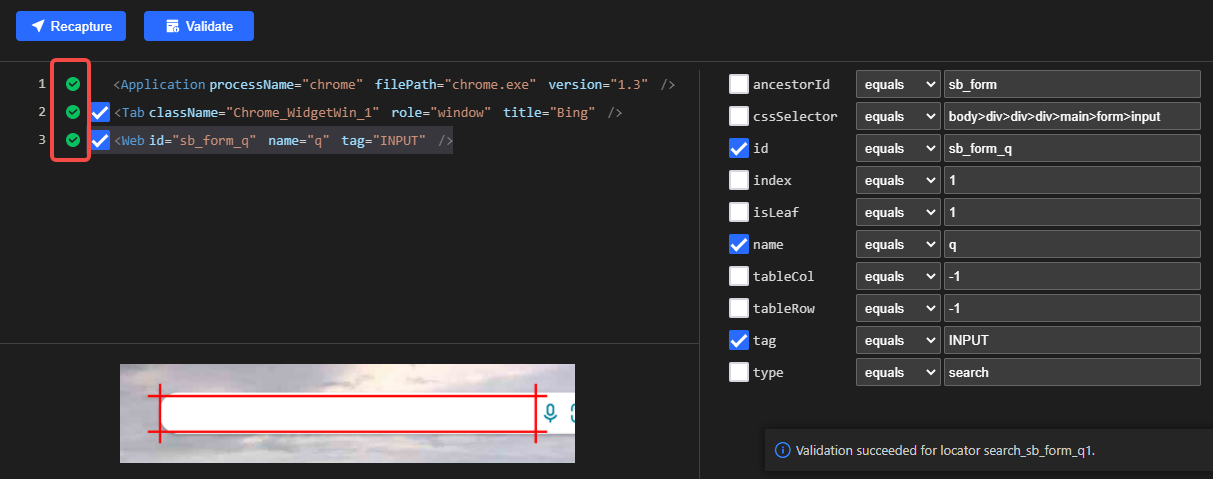 Recapture Validate
1 <Application processName="chrome" filePath="chrome.exe" version="1.3" />
2 <Tab className="Chrome_WidgetWin_1" role="window" title="Bing" />
3 <Web id="sb_form_q" name="q" tag="INPUT" />
ancestorId equals sb_form
cssSelector equals body>div>div>div>main>form>input
id equals sb_form_q
index equals 1
isLeaf equals 1
name equals q
tableCol equals -1
tableRow equals -1
tag equals INPUT
type equals search
Validation succeeded for locator search_sb_form_q1.